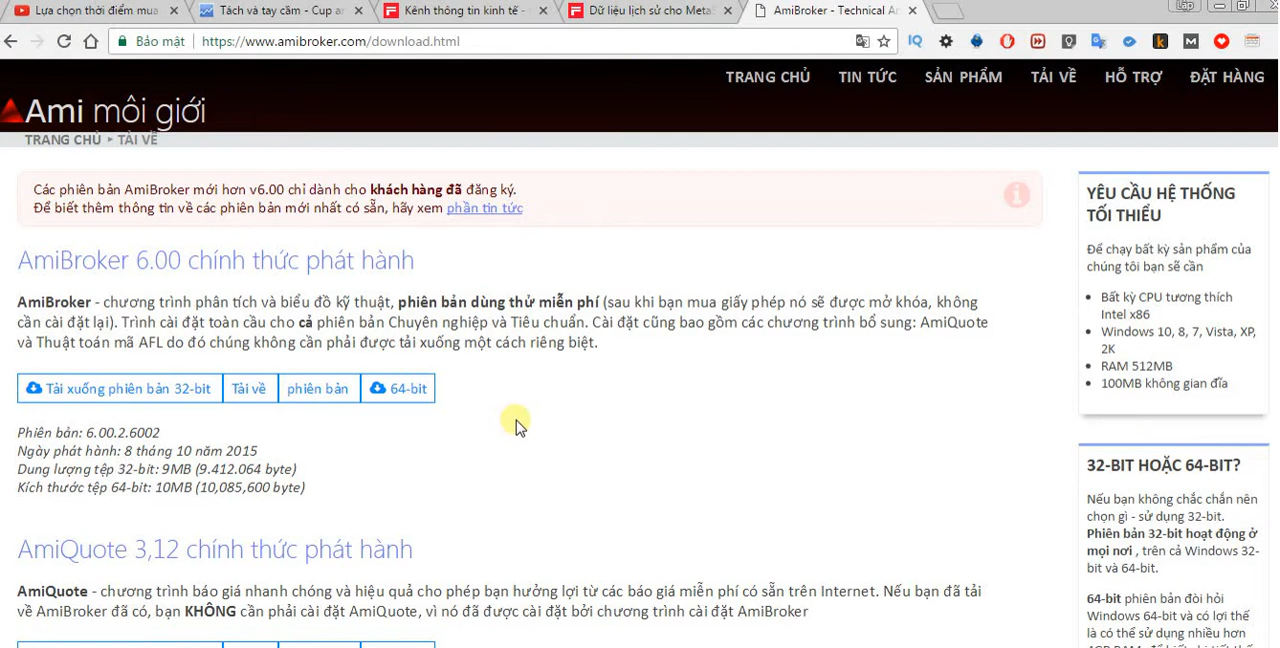 Lựa chọn thời điểm mua
Tách và tay cầm - Cup a
Kênh thông tin kinh tế -
Dữ liệu lịch sử cho Meta
AmiBroker - Technical A
Lập
Bảo mật
https://www.amibroker.com/download.html
IQ
TRANG CHỦ TIN TỨC SẢN PHẨM TẢI VỀ HỖ TRỢ ĐẶT HÀNG
Ami môi giới
TRANG CHỦ ▸ TẢI VỀ
Các phiên bản AmiBroker mới hơn v6.00 chỉ dành cho khách hàng đã đăng ký.
Để biết thêm thông tin về các phiên bản mới nhất có sẵn, hãy xem phần tin tức
AmiBroker 6.00 chính thức phát hành
AmiBroker - chương trình phân tích và biểu đồ kỹ thuật, phiên bản dùng thử miễn phí (sau khi bạn mua giấy phép nó sẽ được mở khóa, không
cần cài đặt lại). Trình cài đặt toàn cầu cho cả phiên bản Chuyên nghiệp và Tiêu chuẩn. Cài đặt cũng bao gồm các chương trình bổ sung: AmiQuote
và Thuật toán mã AFL do đó chúng không cần phải được tải xuống một cách riêng biệt.
Tải xuống phiên bản 32-bit Tải về phiên bản 64-bit
Phiên bản: 6.00.2.6002
Ngày phát hành: 8 tháng 10 năm 2015
Dung lượng tệp 32-bit: 9MB (9.412.064 byte)
Kích thước tệp 64-bit: 10MB (10,085,600 byte)
AmiQuote 3,12 chính thức phát hành
AmiQuote - chương trình báo giá nhanh chóng và hiệu quả cho phép bạn hưởng lợi từ các báo giá miễn phí có sẵn trên Internet. Nếu bạn đã tải
về AmiBroker đã có, bạn KHÔNG cần phải cài đặt AmiQuote, vì nó đã được cài đặt bởi chương trình cài đặt AmiBroker
YÊU CẦU HỆ THỐNG
TỐI THIỂU
Để chạy bất kỳ sản phẩm của
chúng tôi bạn sẽ cần
Bất kỳ CPU tương thích
Intel x86
Windows 10, 8, 7, Vista, XP,
2K
RAM 512MB
100MB không gian đĩa
32-BIT HOẶC 64-BIT?
Nếu bạn không chắc chắn nên
chọn gì - sử dụng 32-bit.
Phiên bản 32-bit hoạt động ở
mọi nơi , trên cả Windows 32-
bit và 64-bit.
64-bit phiên bản đòi hỏi
Windows 64-bit và có lợi thế
là có thể sử dụng nhiều hơn